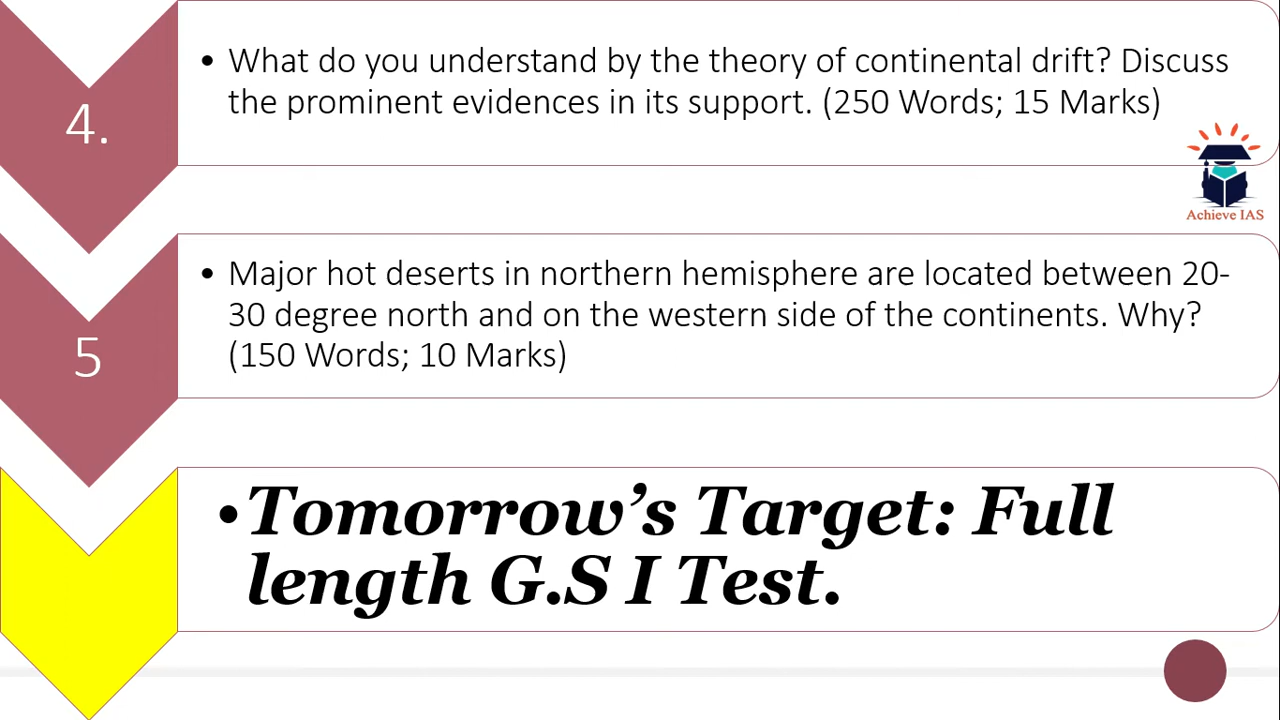 4.
• What do you understand by the theory of continental drift? Discuss
the prominent evidences in its support. (250 Words; 15 Marks)
Achieve IAS
5
• Major hot deserts in northern hemisphere are located between 20-
30 degree north and on the western side of the continents. Why?
(150 Words; 10 Marks)
•Tomorrow’s Target: Full
length G.S I Test.